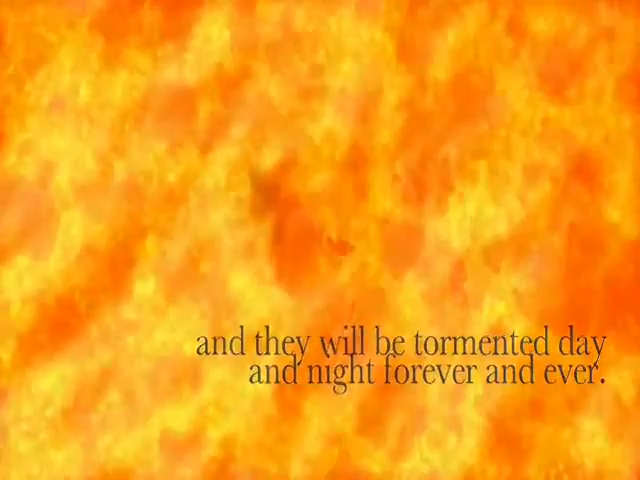 and they will be tormented day
and night forever and ever.